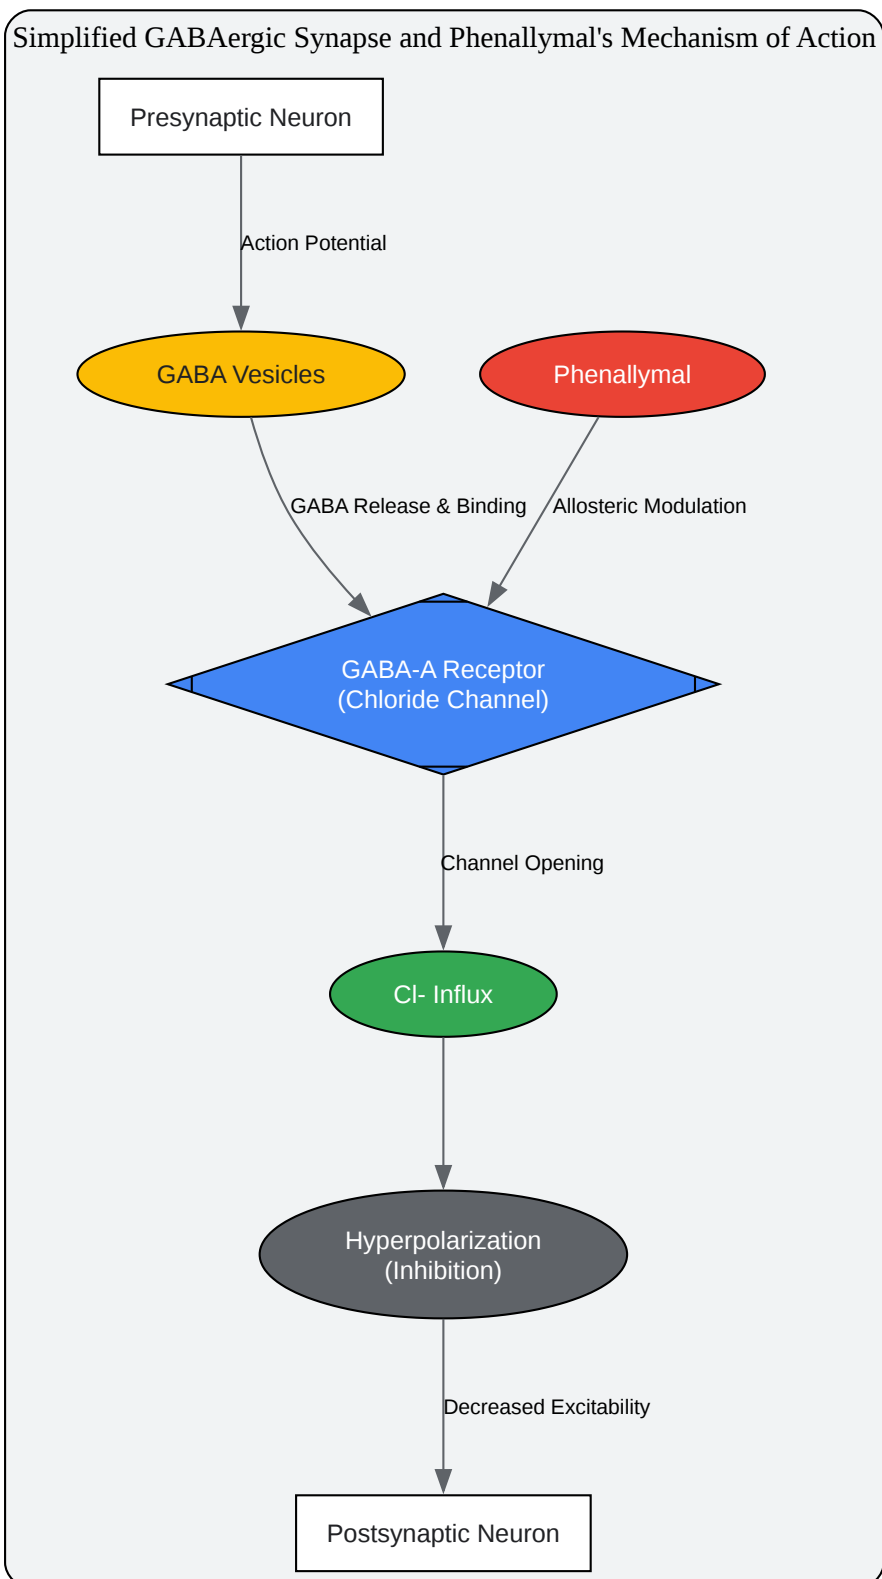 Simplified GABAergic Synapse and Phenallymal's Mechanism of Action
Presynaptic Neuron
Action Potential
GABA Vesicles
Phenallymal
GABA Release & Binding
Allosteric Modulation
GABA-A Receptor
(Chloride Channel)
Channel Opening
Cl- Influx
Hyperpolarization
(Inhibition)
Decreased Excitability
Postsynaptic Neuron